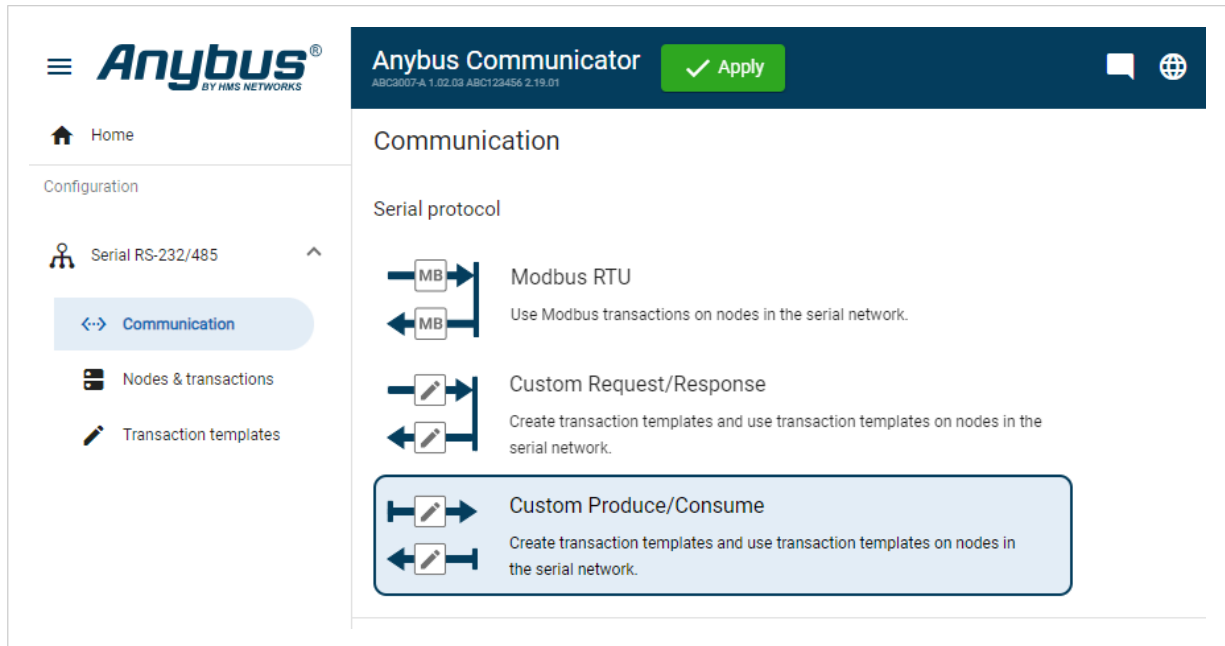 Anybus®
BY HMS NETWORKS
Home
Configuration
Serial RS-232/485
Communication
Nodes & transactions
Transaction templates
Anybus Communicator
ABC3007-A 1.02.03 ABC123456 2.19.01
Apply
Communication
Serial protocol
MB
MB
Modbus RTU
Use Modbus transactions on nodes in the serial network.
Custom Request/Response
Create transaction templates and use transaction templates on nodes in the
serial network.
Custom Produce/Consume
Create transaction templates and use transaction templates on nodes in
the serial network.